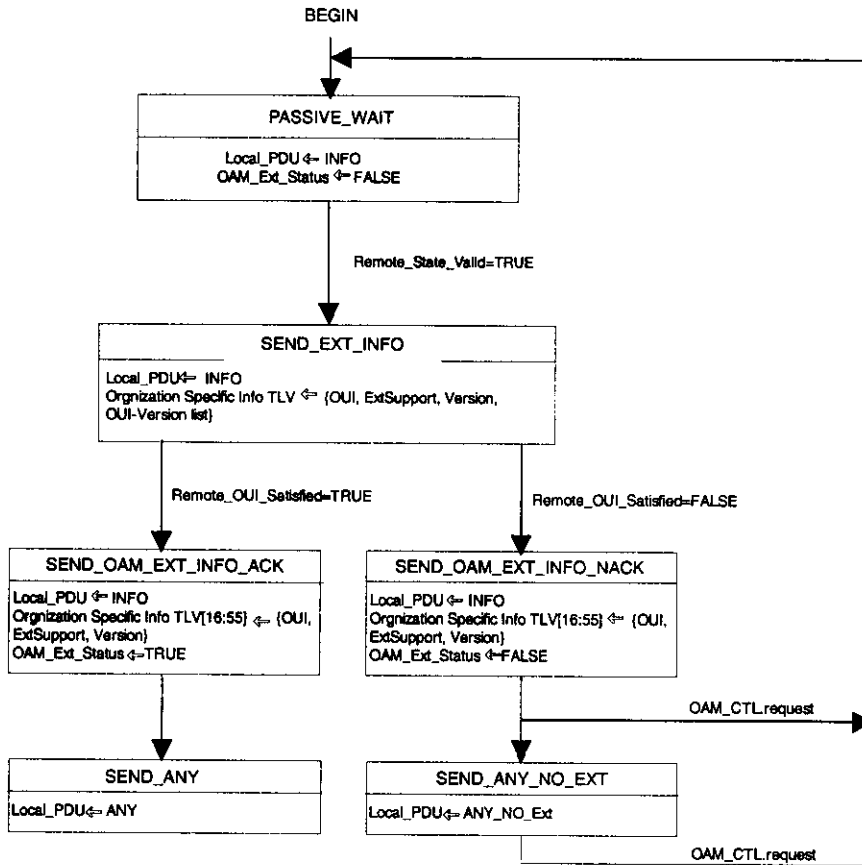 BEGIN
PASSIVE_WAIT
Local_PDU⇐ INFO
OAM_Ext_Status ⇐FALSE
Remote_State_Valid=TRUE
SEND_EXT_INFO
Local_PDU⇐ INFO
Orgnization Specific Info TLV ⇐ {OUI, ExtSupport, Version,
OUI-Version list}
Remote_OUI_Satisfied=TRUE
Remote_OUI_Satisfied=FALSE
SEND_OAM_EXT_INFO_ACK
Local_PDU ⇐ INFO
Orgnization Specific Info TLV[16:55} ⇐ {OUI,
ExtSupport, Version}
OAM_Ext_Status ⇐TRUE
SEND_OAM_EXT_INFO_NACK
Local_PDU ⇐ INFO
Orgnization Specific Info TLV[16:55} ⇐ {OUI,
ExtSupport, Version}
OAM_Ext_Status ⇐FALSE
OAM_CTL.request
SEND_ANY
Local_PDU⇐ ANY
SEND_ANY_NO_EXT
Local_PDU⇐ ANY_NO_Ext
OAM_CTL.request